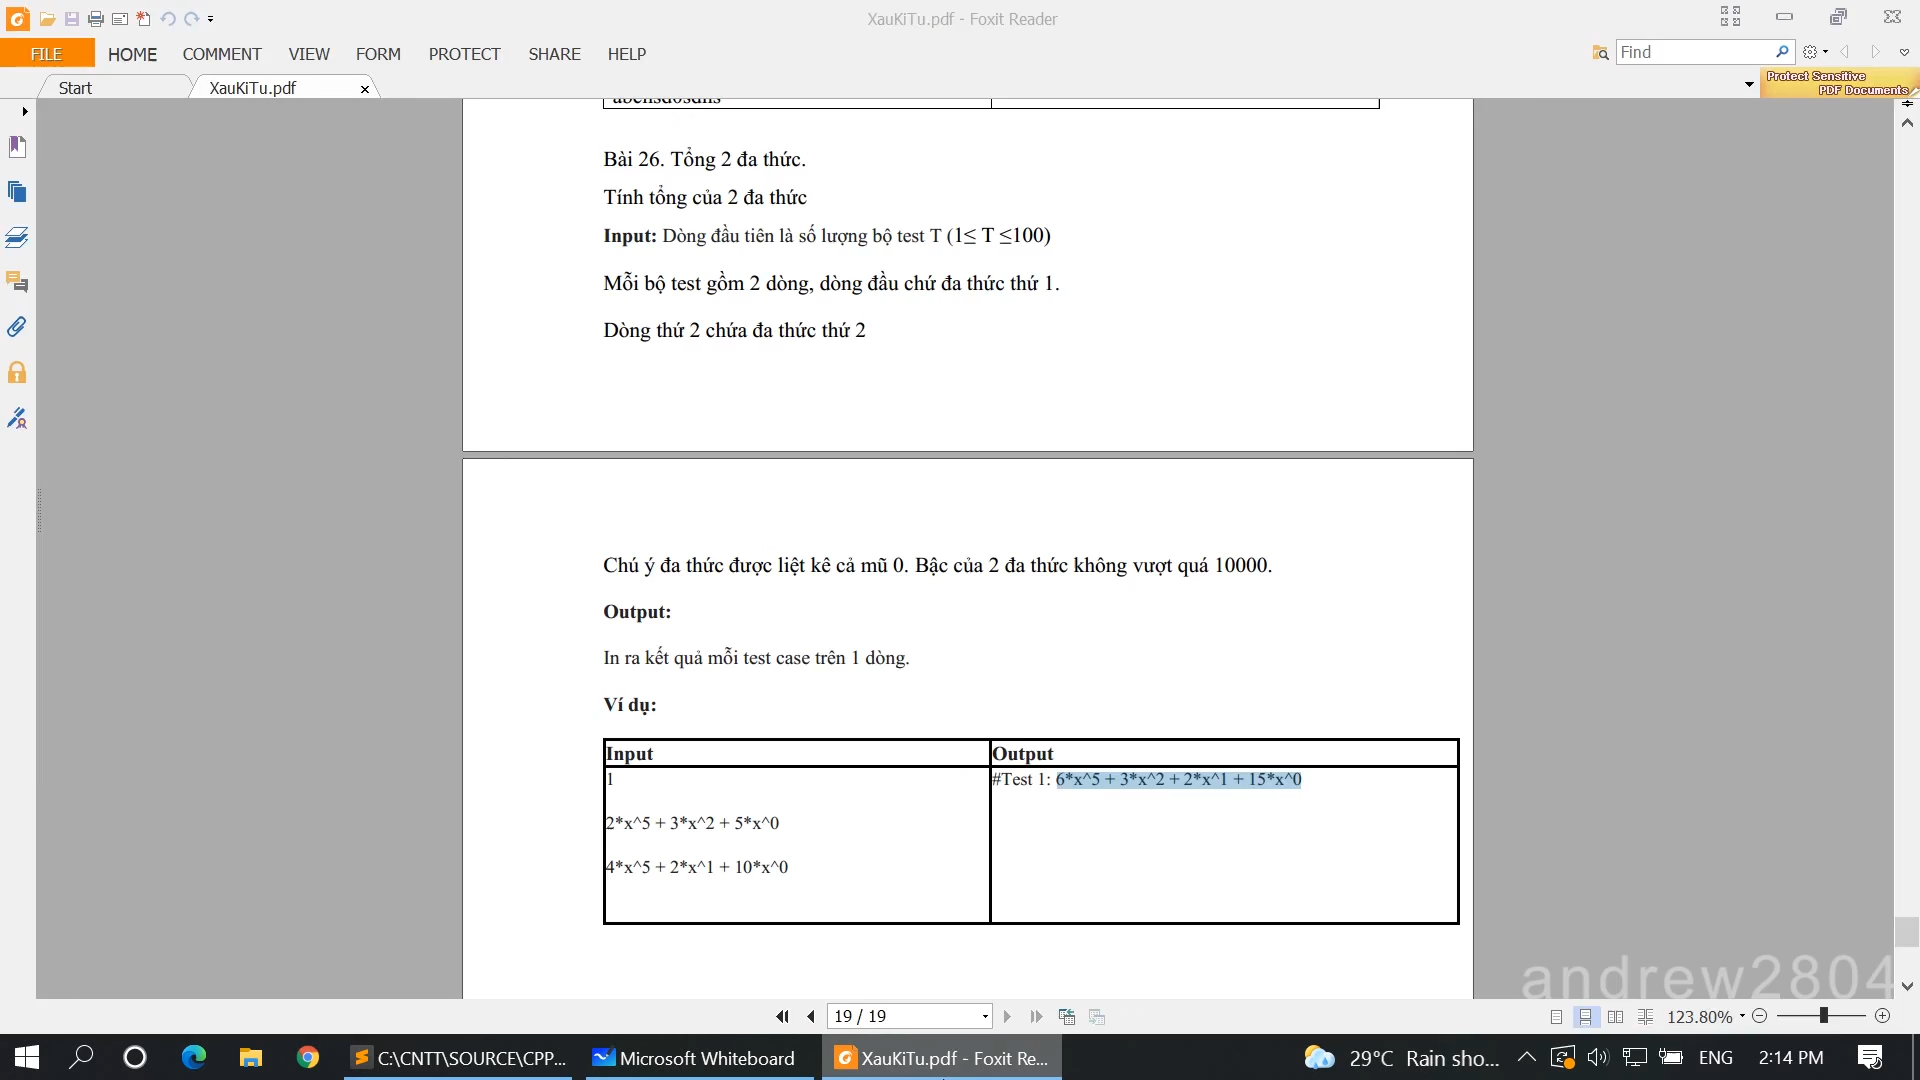 XauKiTu.pdf - Foxit Reader
FILE HOME COMMENT VIEW FORM PROTECT SHARE HELP
Find
Start XauKiTu.pdf
Protect Sensitive
PDF Documents
Bài 26. Tổng 2 đa thức.
Tính tổng của 2 đa thức
Input: Dòng đầu tiên là số lượng bộ test T (1≤ T ≤100)
Mỗi bộ test gồm 2 dòng, dòng đầu chứ đa thức thứ 1.
Dòng thứ 2 chứa đa thức thứ 2
Chú ý đa thức được liệt kê cả mũ 0. Bậc của 2 đa thức không vượt quá 10000.
Output:
In ra kết quả mỗi test case trên 1 dòng.
Ví dụ:
Input Output
1 #Test 1: 6*x^5 + 3*x^2 + 2*x^1 + 15*x^0
2*x^5 + 3*x^2 + 5*x^0
4*x^5 + 2*x^1 + 10*x^0
andrew2804
19 / 19
123.80%
C:\CNTT\SOURCE\CPP... Microsoft Whiteboard XauKiTu.pdf - Foxit Re... 29°C Rain sho... ENG 2:14 PM